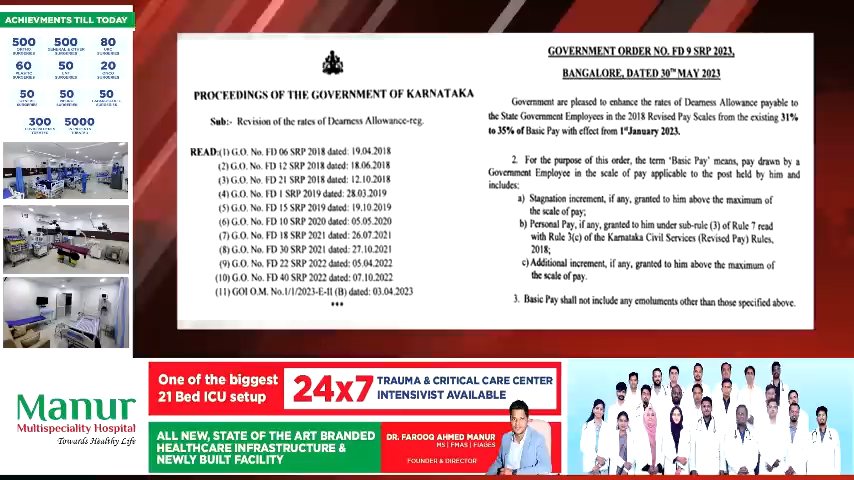 ACHIEVMENTS TILL TODAY
500
500
80
SURGERIES
SURGERIES
SURGERIES
60
50
20
PLASTIC
SURGERIES
SURGERIES
SURGERIES
50
50
50
SURGERIES
SURGERIES
300
5000
TREATED
PROCEEDINGS OF THE GOVERNMENT OF KARNATAKA
Sub:- Revision of the rates of Dearness Allowance-reg.
READ:(1) G.O. No. FD 06 SRP 2018 dated: 19.04.2018
(2) G.O. No. FD 12 SRP 2018 dated: 18.06.2018
(3) G.O. No. FD 21 SRP 2018 dated: 12.10.2018
(4) G.O. No. FD 1 SRP 2019 dated: 28.03.2019
(5) G.O. No. FD 15 SRP 2019 dated: 19.10.2019
(6) G.O. No. FD 10 SRP 2020 dated: 05.05.2020
(7) G.O. No. FD 18 SRP 2021 dated: 26.07.2021
(8) G.O. No. FD 30 SRP 2021 dated: 27.10.2021
(9) G.O. No. FD 22 SRP 2022 dated: 05.04.2022
(10) G.O. No. FD 40 SRP 2022 dated: 07.10.2022
(11) GOI O.M. No.1/1/2023-E-II (B) dated: 03.04.2023
***
GOVERNMENT ORDER NO. FD 9 SRP 2023,
BANGALORE, DATED 30TH MAY 2023
Government are pleased to enhance the rates of Dearness Allowance payable to
the State Government Employees in the 2018 Revised Pay Scales from the existing 31%
to 35% of Basic Pay with effect from 1st January 2023.
2. For the purpose of this order, the term 'Basic Pay' means, pay drawn by a
Government Employee in the scale of pay applicable to the post held by him and
includes:
a) Stagnation increment, if any, granted to him above the maximum of
the scale of pay;
b) Personal Pay, if any, granted to him under sub-rule (3) of Rule 7 read
with Rule 3(c) of the Karnataka Civil Services (Revised Pay) Rules,
2018;
c) Additional increment, if any, granted to him above the maximum of
the scale of pay.
3. Basic Pay shall not include any emoluments other than those specified above.
Manur
Multispeciality Hospital
Towards Healthy Life
One of the biggest
21 Bed ICU setup
24x7
TRAUMA & CRITICAL CARE CENTER
INTENSIVIST AVAILABLE
ALL NEW, STATE OF THE ART BRANDED
HEALTHCARE INFRASTRUCTURE &
NEWLY BUILT FACILITY
DR. FAROOQ AHMED MANUR
MS | FMAS | FIAGES
FOUNDER & DIRECTOR